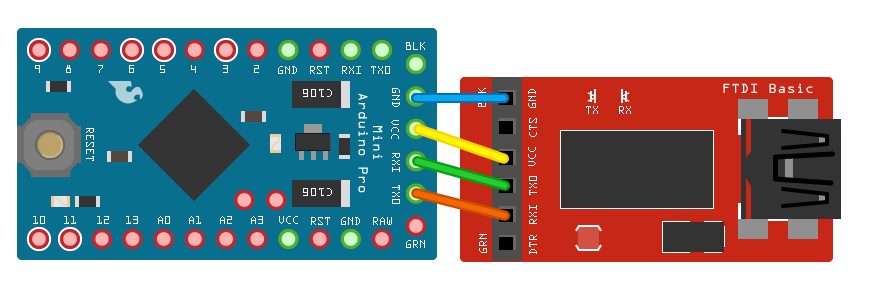 9 8 7 6 5 4 3 2 GND RST RXI TXO BLK
GND
VCC
RXI
TXO
GRN
C106
C106
RESET
Arduino Pro
Mini
10 11 12 13 A0 A1 A2 A3 VCC RST GND RAW
BLK
GRN
GND
CTS
VCC
TXO
RXI
DTR
TX RX
FTDI Basic